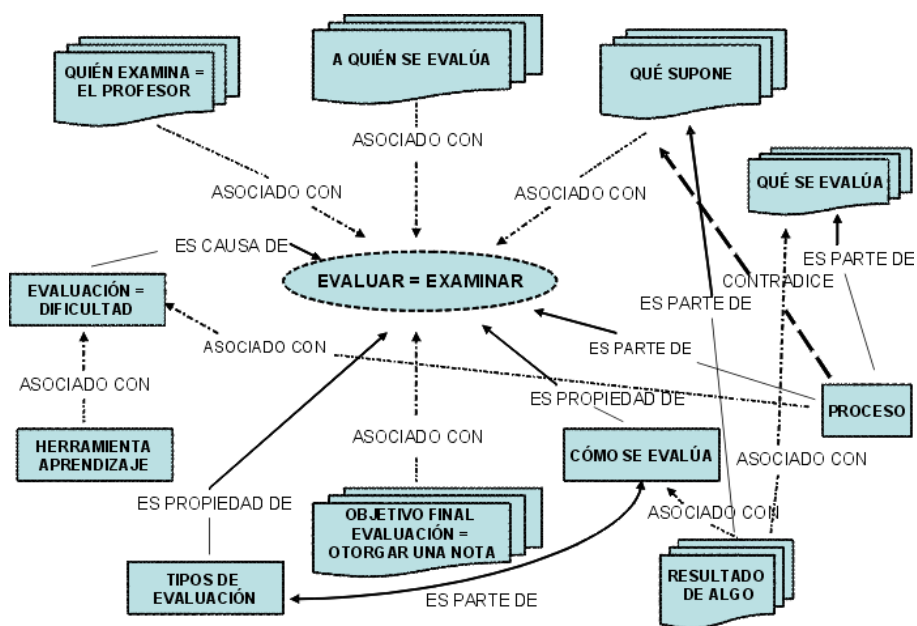 QUIÉN EXAMINA =
EL PROFESOR
A QUIÉN SE EVALÚA
QUÉ SUPONE
ASOCIADO CON
ASOCIADO CON
ASOCIADO CON
QUÉ SE EVALÚA
ES CAUSA DE
EVALUAR = EXAMINAR
ES PARTE DE
CONTRADICE
EVALUACIÓN =
DIFICULTAD
ES PARTE DE
ASOCIADO CON
ES PARTE DE
ASOCIADO CON
ES PROPIEDAD DE
PROCESO
HERRAMIENTA
APRENDIZAJE
ASOCIADO CON
CÓMO SE EVALÚA
ASOCIADO CON
ES PROPIEDAD DE
OBJETIVO FINAL
EVALUACIÓN =
OTORGAR UNA NOTA
ASOCIADO CON
TIPOS DE
EVALUACIÓN
RESULTADO
DE ALGO
ES PARTE DE